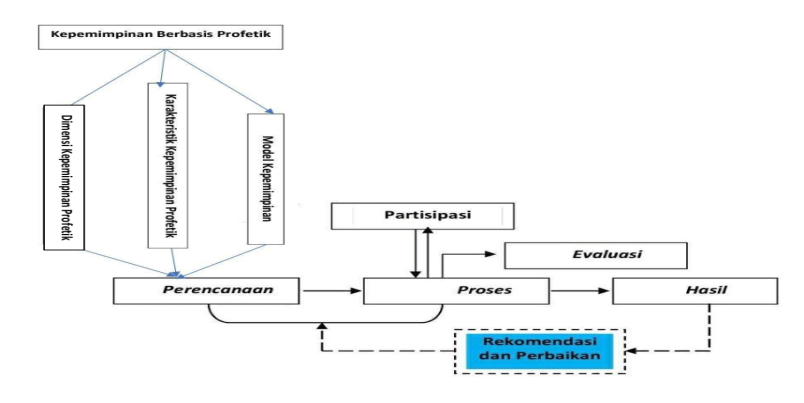 Kepemimpinan Berbasis Profetik
Dimensi Kepemimpinan Profetik
Karakteristik Kepemimpinan Profetik
Model Kepemimpinan
Partisipasi
Evaluasi
Perencanaan
Proses
Hasil
Rekomendasi
dan Perbaikan